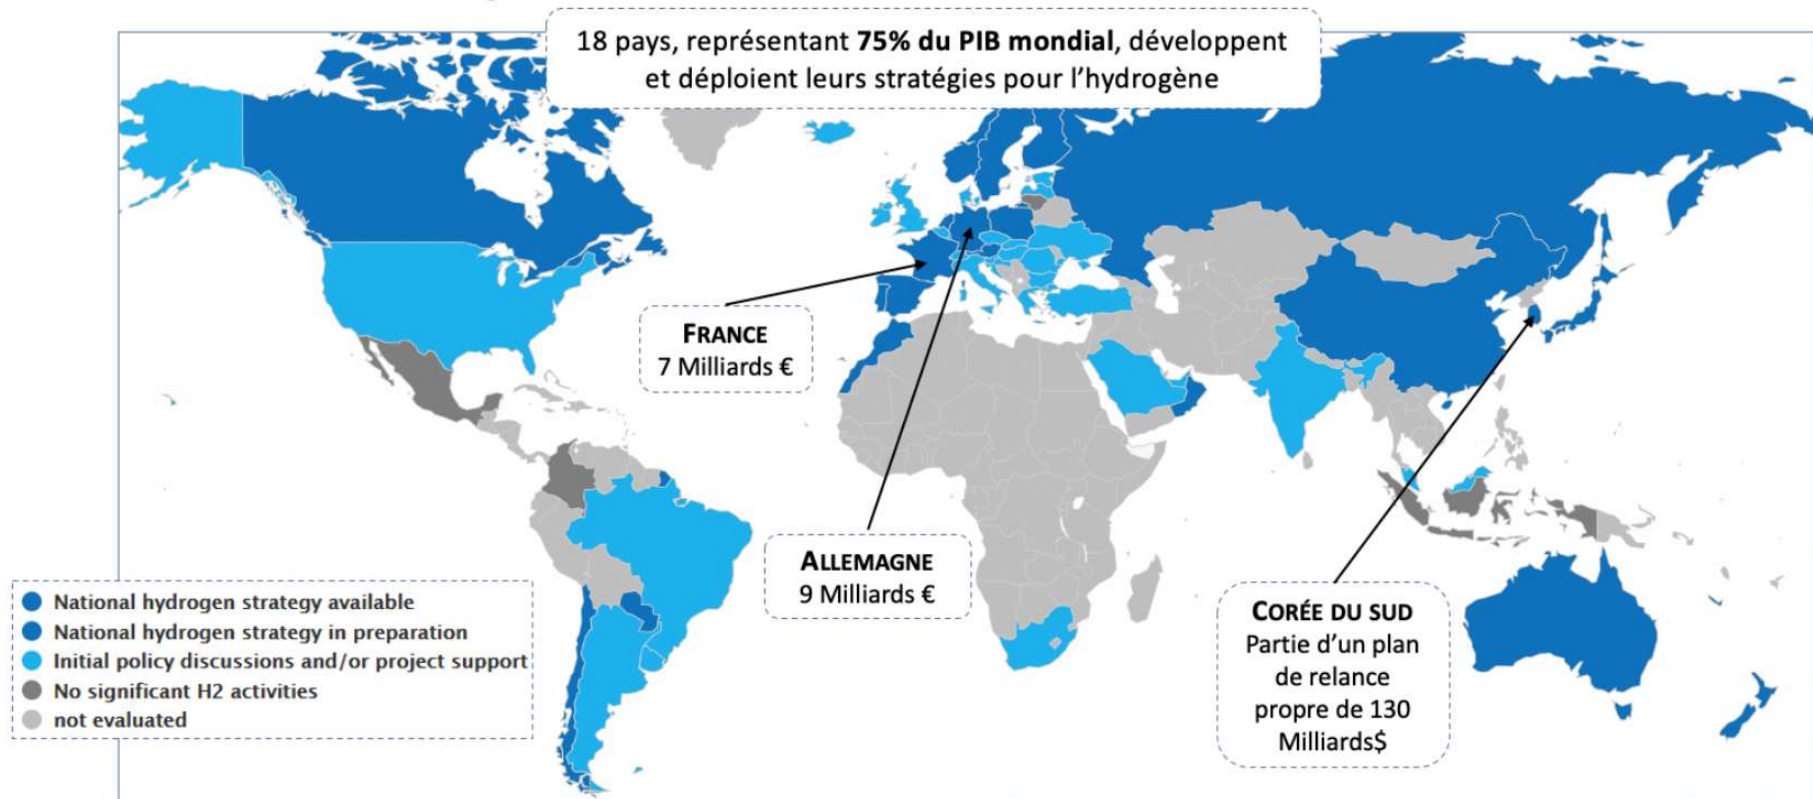 18 pays, représentant 75% du PIB mondial, développent
et déploient leurs stratégies pour l’hydrogène
FRANCE
7 Milliards €
ALLEMAGNE
9 Milliards €
CORÉE DU SUD
Partie d’un plan
de relance
propre de 130
Milliards$
National hydrogen strategy available
National hydrogen strategy in preparation
Initial policy discussions and/or project support
No significant H2 activities
not evaluated